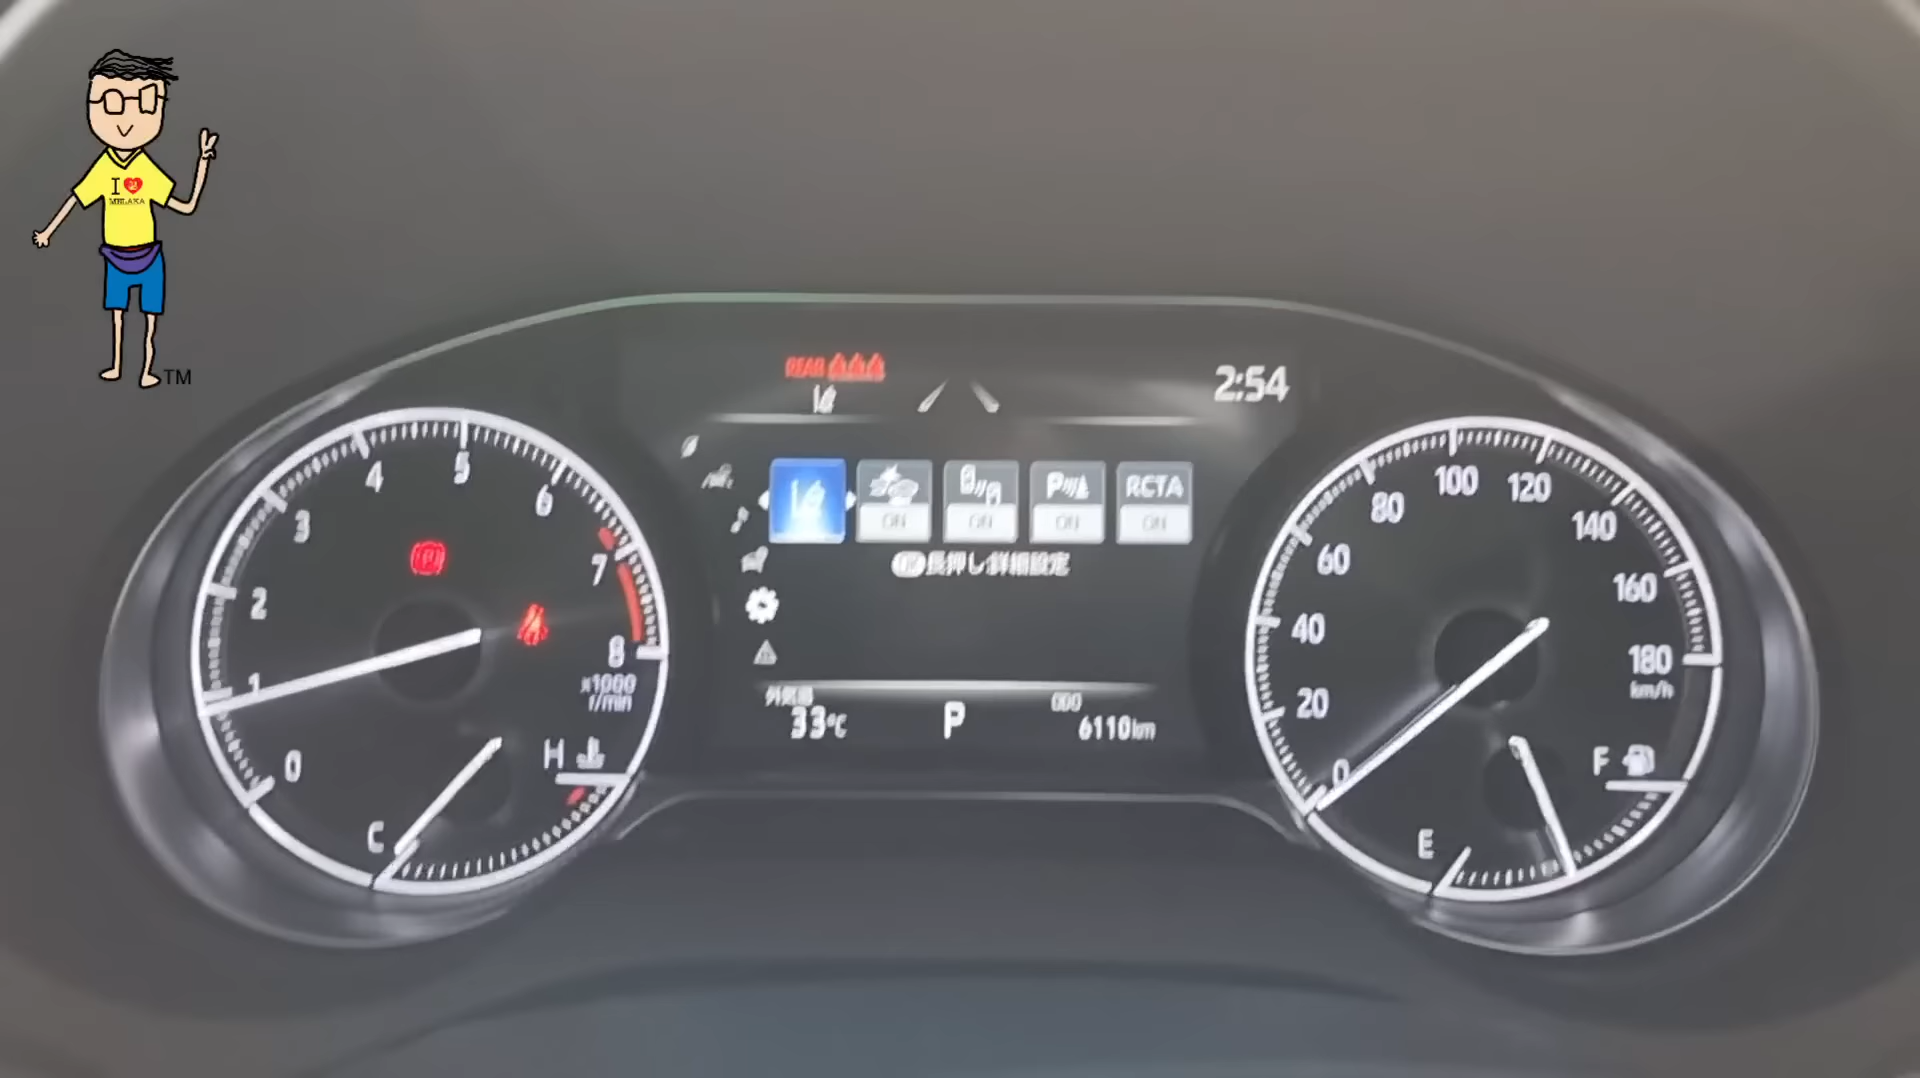 I
MELAKA
TM
REAR
2:54
0
1
2
3
4
5
6
7
8
x1000
r/min
H
C
P
RCTA
ON
ON
ON
ON
OK長押し:詳細設定
外気温
33℃
P
ODO
6110km
0
20
40
60
80
100
120
140
160
180
km/h
F
E